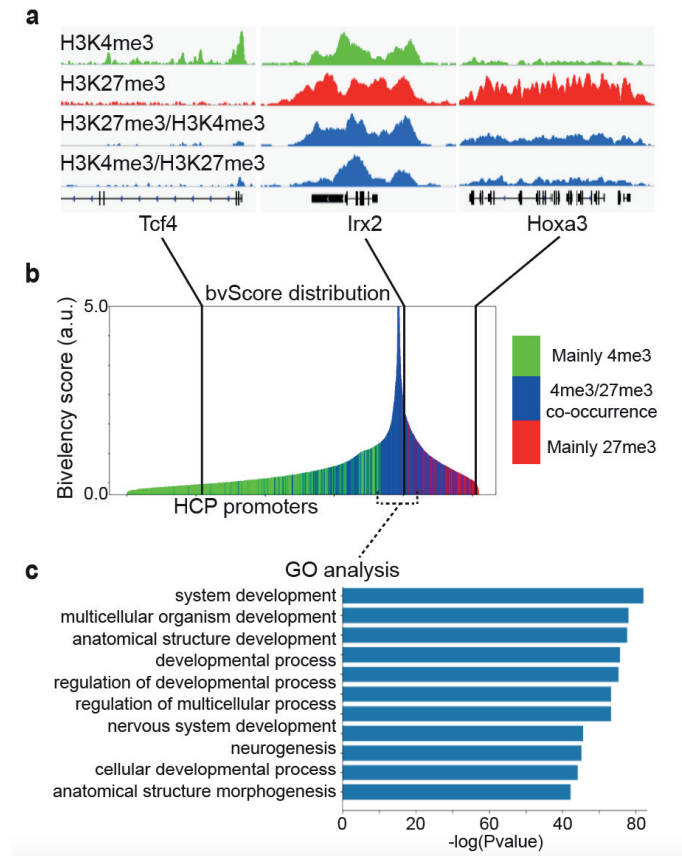 a
H3K4me3
H3K27me3
H3K27me3/H3K4me3
H3K4me3/H3K27me3
Tcf4
Irx2
Hoxa3
b
bvScore distribution
5.0
Bivelency score (a.u.)
0.0
HCP promoters
Mainly 4me3
4me3/27me3
co-occurrence
Mainly 27me3
c
GO analysis
system development
multicellular organism development
anatomical structure development
developmental process
regulation of developmental process
regulation of multicellular process
nervous system development
neurogenesis
cellular developmental process
anatomical structure morphogenesis
0
20
60
40
60
80
-log(Pvalue)